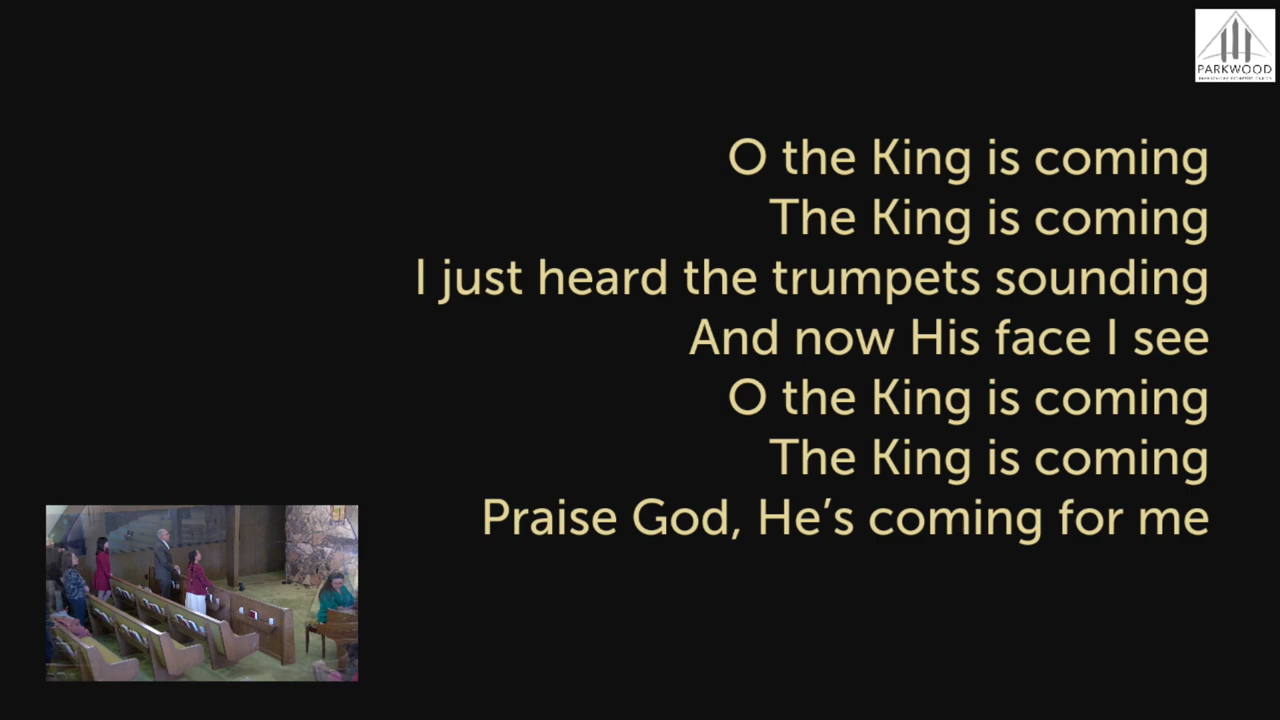 PARKWOOD
O the King is coming
The King is coming
I just heard the trumpets sounding
And now His face I see
O the King is coming
The King is coming
Praise God, He’s coming for me